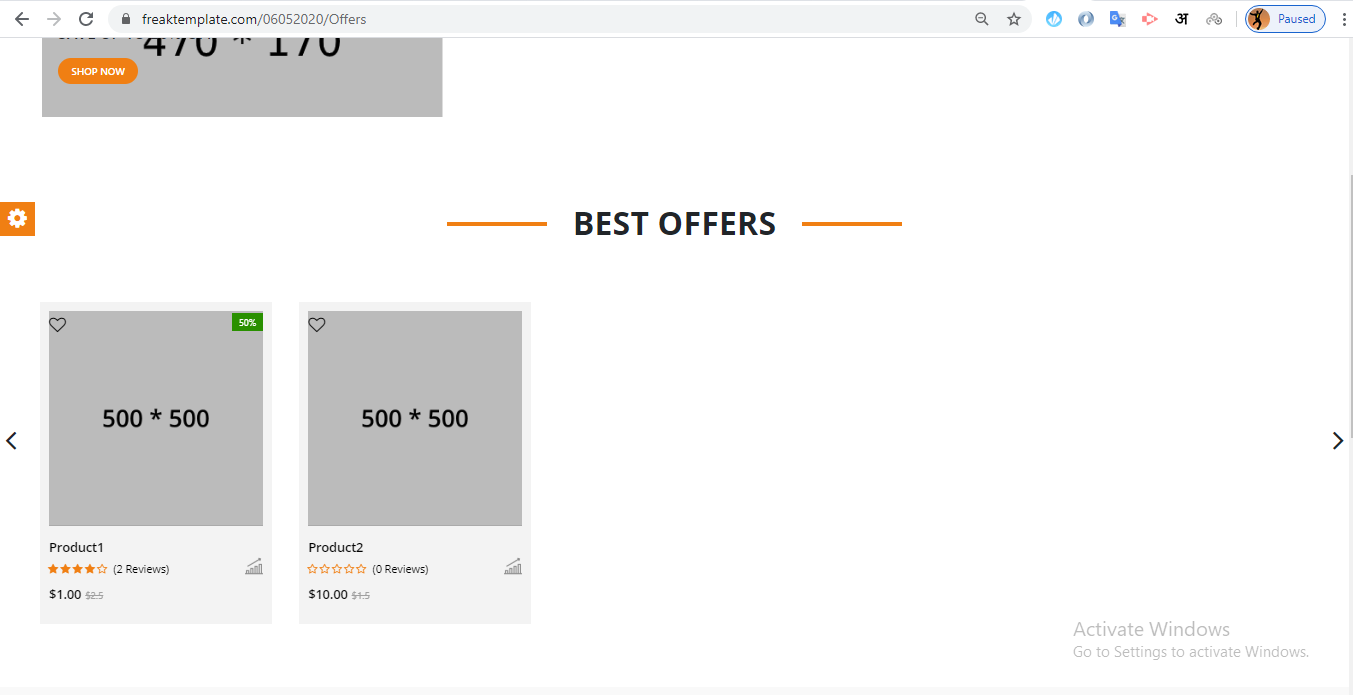 freaktemplate.com/06052020/Offers
अ
Paused
470 * 170
SHOP NOW
BEST OFFERS
50%
500 * 500
500 * 500
Product1
Product2
(2 Reviews)
(0 Reviews)
$1.00 $2.5
$10.00 $1.5
Activate Windows
Go to Settings to activate Windows.